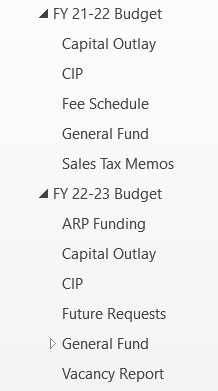 FY 21-22 Budget
Capital Outlay
CIP
Fee Schedule
General Fund
Sales Tax Memos
FY 22-23 Budget
ARP Funding
Capital Outlay
CIP
Future Requests
General Fund
Vacancy Report